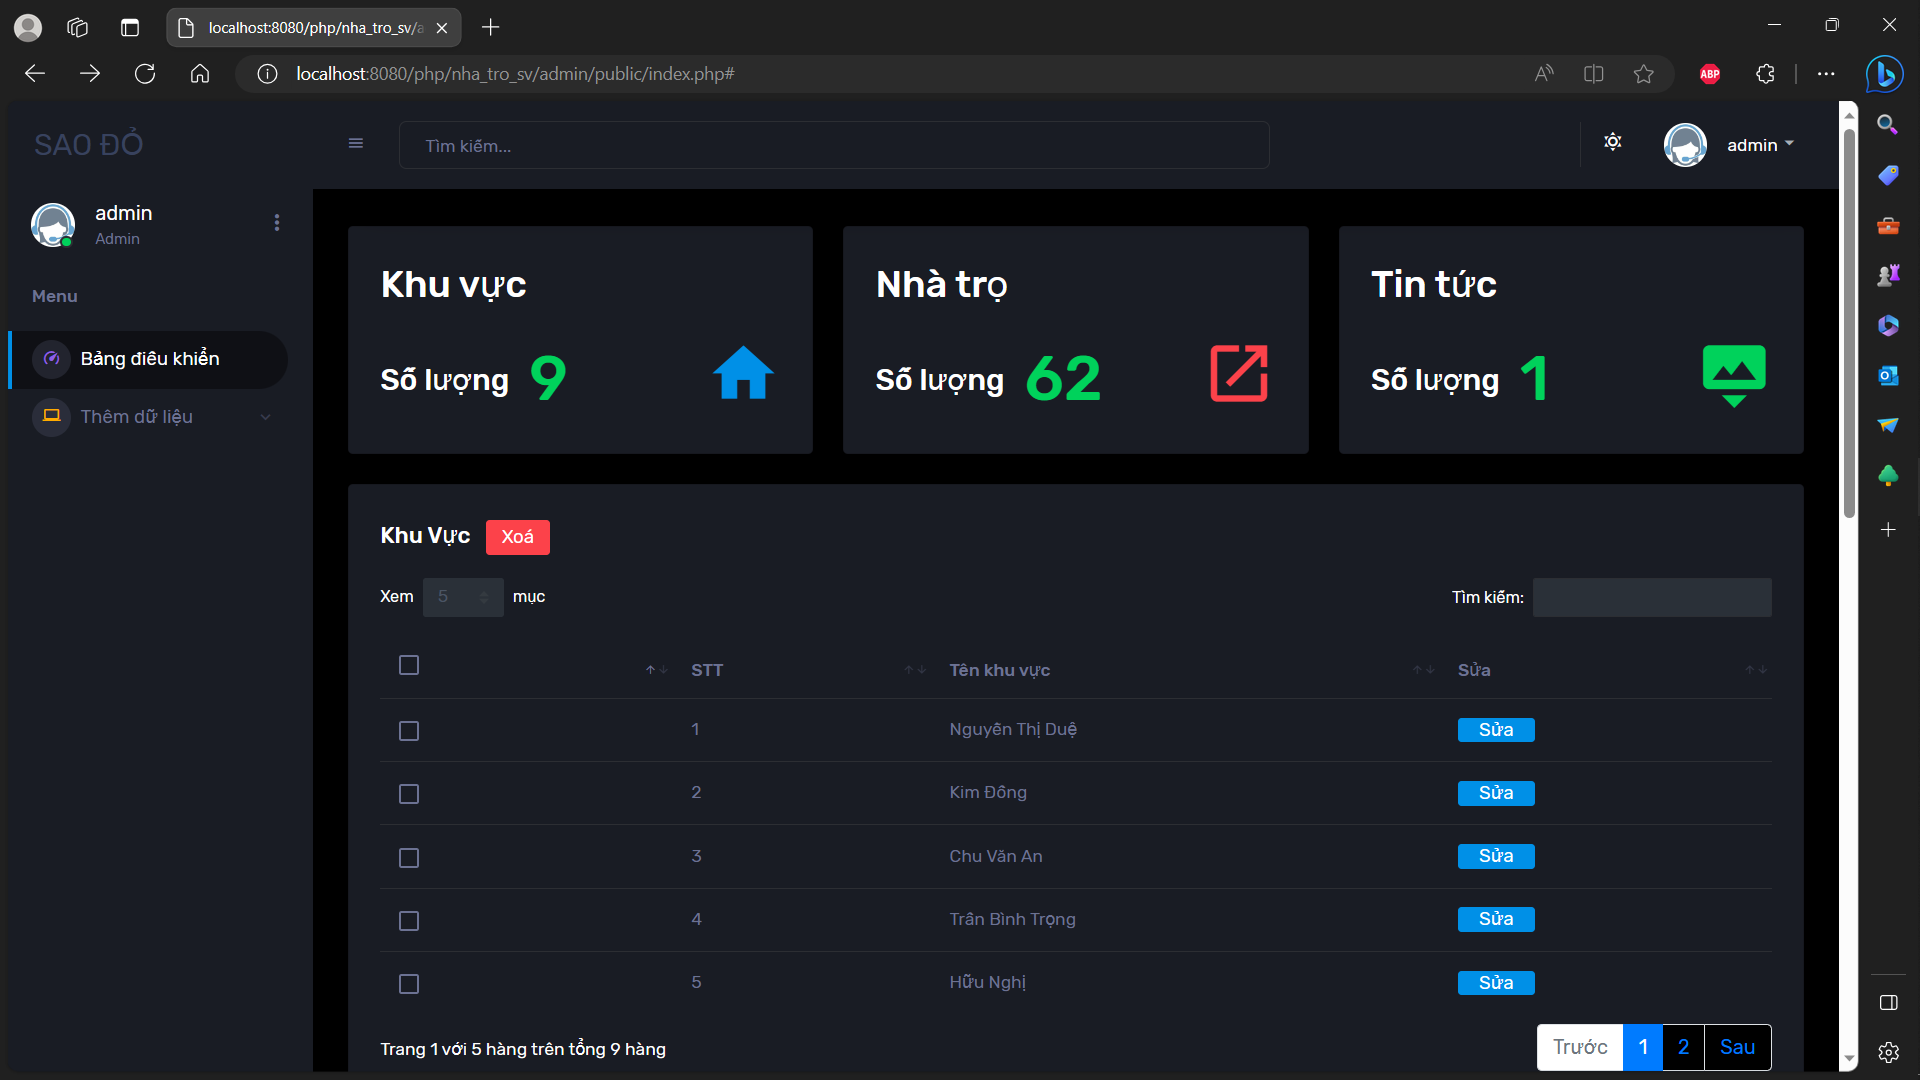 localhost:8080/php/nha_tro_sv/a
localhost:8080/php/nha_tro_sv/admin/public/index.php#
ABP
SAO ĐỎ
Tìm kiếm...
admin
admin
Admin
Menu
Bảng điều khiển
Thêm dữ liệu
Khu vực
Số lượng 9
Nhà trọ
Số lượng 62
Tin tức
Số lượng 1
Khu Vực Xoá
Xem 5 mục
Tìm kiếm:
STT Tên khu vực Sửa
1 Nguyễn Thị Duệ Sửa
2 Kim Đồng Sửa
3 Chu Văn An Sửa
4 Trần Bình Trọng Sửa
5 Hữu Nghị Sửa
Trang 1 với 5 hàng trên tổng 9 hàng
Trước 1 2 Sau